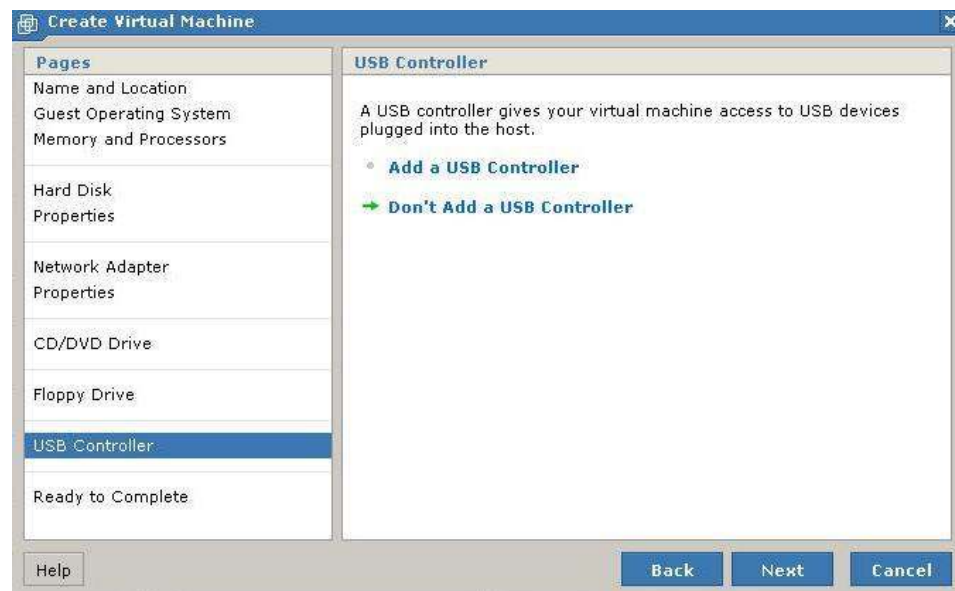 Create Virtual Machine
Pages
Name and Location
Guest Operating System
Memory and Processors
Hard Disk
Properties
Network Adapter
Properties
CD/DVD Drive
Floppy Drive
USB Controller
Ready to Complete
USB Controller
A USB controller gives your virtual machine access to USB devices
plugged into the host.
Add a USB Controller
Don't Add a USB Controller
Help
Back
Next
Cancel